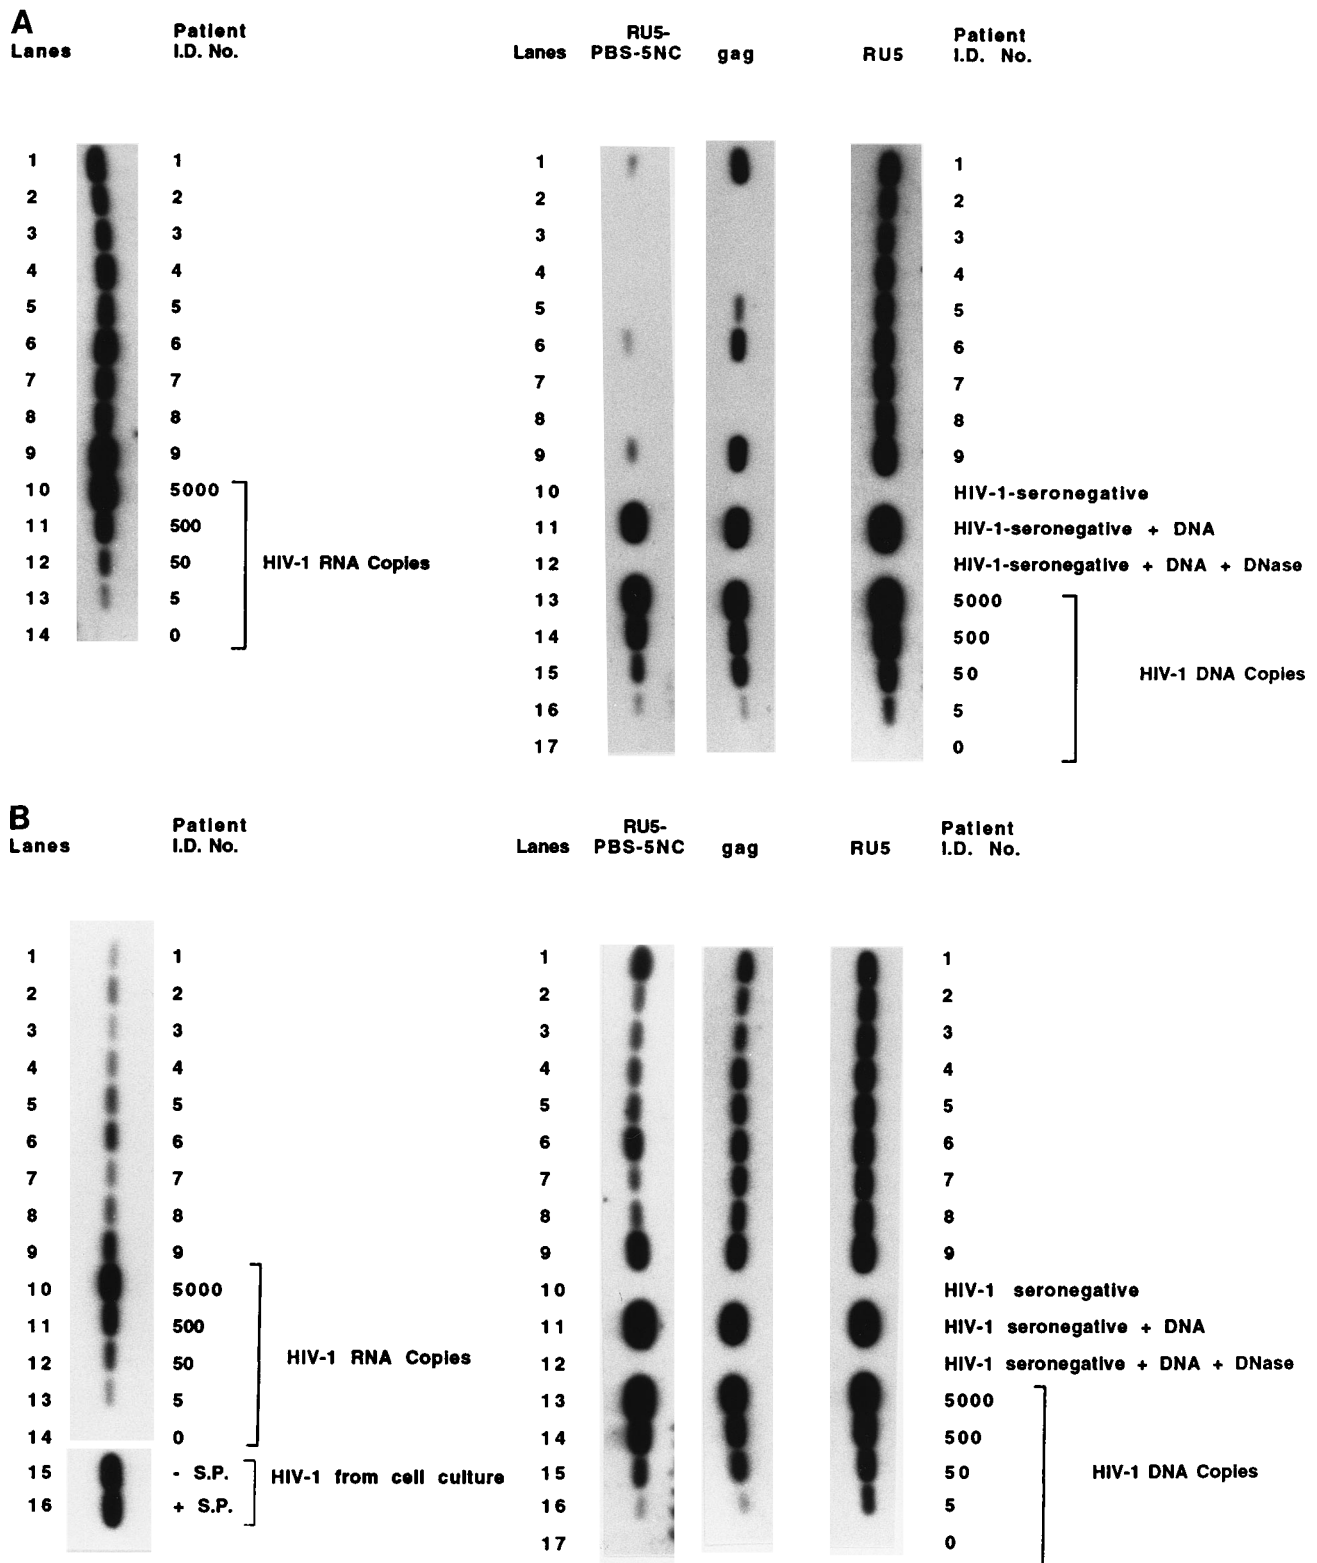 A
Lanes
Patient
I.D. No.
1 1
2 2
3 3
4 4
5 5
6 6
7 7
8 8
9 9
10 5000
11 500
12 50
13 5
14 0
HIV-1 RNA Copies
Lanes
RU5-
PBS-5NC
gag
RU5
Patient
I.D. No.
1 1
2 2
3 3
4 4
5 5
6 6
7 7
8 8
9 9
10 HIV-1-seronegative
11 HIV-1-seronegative + DNA
12 HIV-1-seronegative + DNA + DNase
13 5000
14 500
15 50
16 5
17 0
HIV-1 DNA Copies
B
Lanes
Patient
I.D. No.
1 1
2 2
3 3
4 4
5 5
6 6
7 7
8 8
9 9
10 5000
11 500
12 50
13 5
14 0
HIV-1 RNA Copies
15 - S.P.
16 + S.P.
HIV-1 from cell culture
Lanes
RU5-
PBS-5NC
gag
RU5
Patient
I.D. No.
1 1
2 2
3 3
4 4
5 5
6 6
7 7
8 8
9 9
10 HIV-1 seronegative
11 HIV-1 seronegative + DNA
12 HIV-1 seronegative + DNA + DNase
13 5000
14 500
15 50
16 5
17 0
HIV-1 DNA Copies